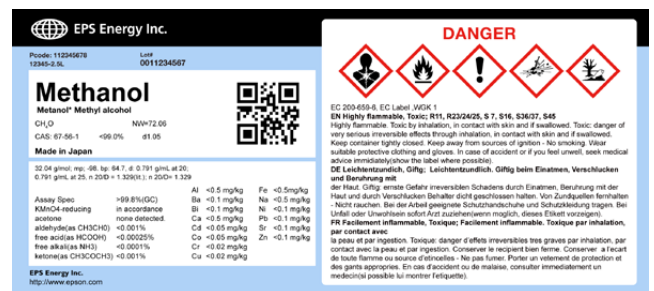 EPS Energy Inc.
Pcode: 112345678
12345-2.5L
Lot#
0011234567
Methanol
Metanol* Methyl alcohol
CH₃O NW=72.06
CAS: 67-56-1 <99.0% d1.05
Made in Japan
32.04 g/mol; mp; -98, bp: 64.7, d: 0.791 g/mL at 20;
0.791 g/mL at 25, n 20/D = 1.329(lt.); n 20/D= 1.329
Assay Spec >99.8%(GC)
KMnO4-reducing in accordance
acetone none detected.
aldehyde(as CH3CH0) <0.001%
free acid(as HCOOH) <0.00025%
free alkali(as NH3) <0.0001%
ketone(as CH3COCH3) <0.001%
Al <0.5 mg/kg
Ba <0.1 mg/kg
Bi <0.1 mg/kg
Ca <0.5 mg/kg
Cd <0.05 mg/kg
Co <0.05 mg/kg
Cr <0.02 mg/kg
Cu <0.02 mg/kg
Fe <0.5mg/kg
Na <0.5 mg/kg
Ni <0.1 mg/kg
Pb <0.1 mg/kg
Sr <0.1 mg/kg
Zn <0.1 mg/kg
EPS Energy Inc.
http://www.epson.com
DANGER
EC 200-659-6, EC Label ,WGK 1
EN Highly flammable, Toxic; R11, R23/24/25, S 7, S16, S36/37, S45
Highly flammable. Toxic by inhalation, in contact with skin and if swallowed. Toxic: danger of
very serious irreversible effects through inhalation, in contact with skin and if swallowed.
Keep container tightly closed. Keep away from sources of ignition - No smoking. Wear
suitable protective clothing and gloves. In case of accident or if you feel unwell, seek medical
advice immediately(show the label where possible).
DE Leichtentzundlich, Giftig; Leichtentzundlich. Giftig beim Einatmen, Verschlucken
und Beruhrung mit
der Haut. Giftig: ernste Gefahr irreversiblen Schadens durch Einatmen, Beruhrung mit der
Haut und durch Verschlucken Behalter dicht geschlossen halten. Von Zundquellen fernhalten
- Nicht rauchen. Bei der Arbeit geeignete Schutzhandschuhe und Schutzkleidung tragen. Bei
Unfall oder Unwohlsein sofort Arzt zuziehen(wenn moglich, dieses Etikett vorzeigen).
FR Facilement inflammable, Toxique; Facilement inflammable. Toxique par inhalation,
par contact avec
la peau et par ingestion. Toxique: danger d'effets irreversibles tres graves par inhalation, par
contact avec la peau et par ingestion. Conserver le recipient bien ferme. Conserver a l'ecart
de toute flamme ou source d'etincelles - Ne pas fumer. Porter un vetement de protection et
des gants appropries. En cas d'accident ou de malaise, consulter immediatement un
medecin(si possible lui montrer l'etiquette).